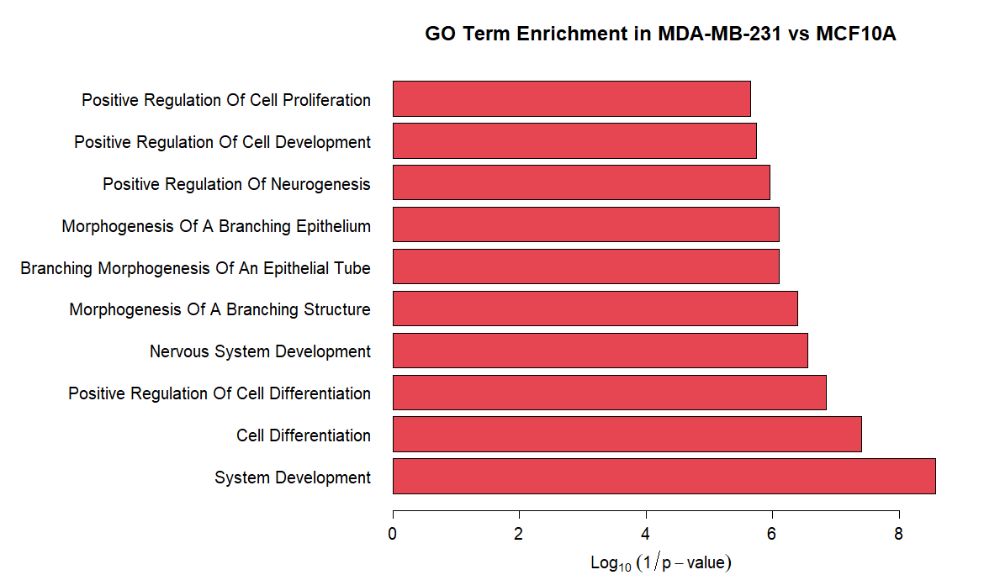 GO Term Enrichment in MDA-MB-231 vs MCF10A
Positive Regulation Of Cell Proliferation
Positive Regulation Of Cell Development
Positive Regulation Of Neurogenesis
Morphogenesis Of A Branching Epithelium
Branching Morphogenesis Of An Epithelial Tube
Morphogenesis Of A Branching Structure
Nervous System Development
Positive Regulation Of Cell Differentiation
Cell Differentiation
System Development
0 2 4 6 8
Log₁₀ (1/p−value)